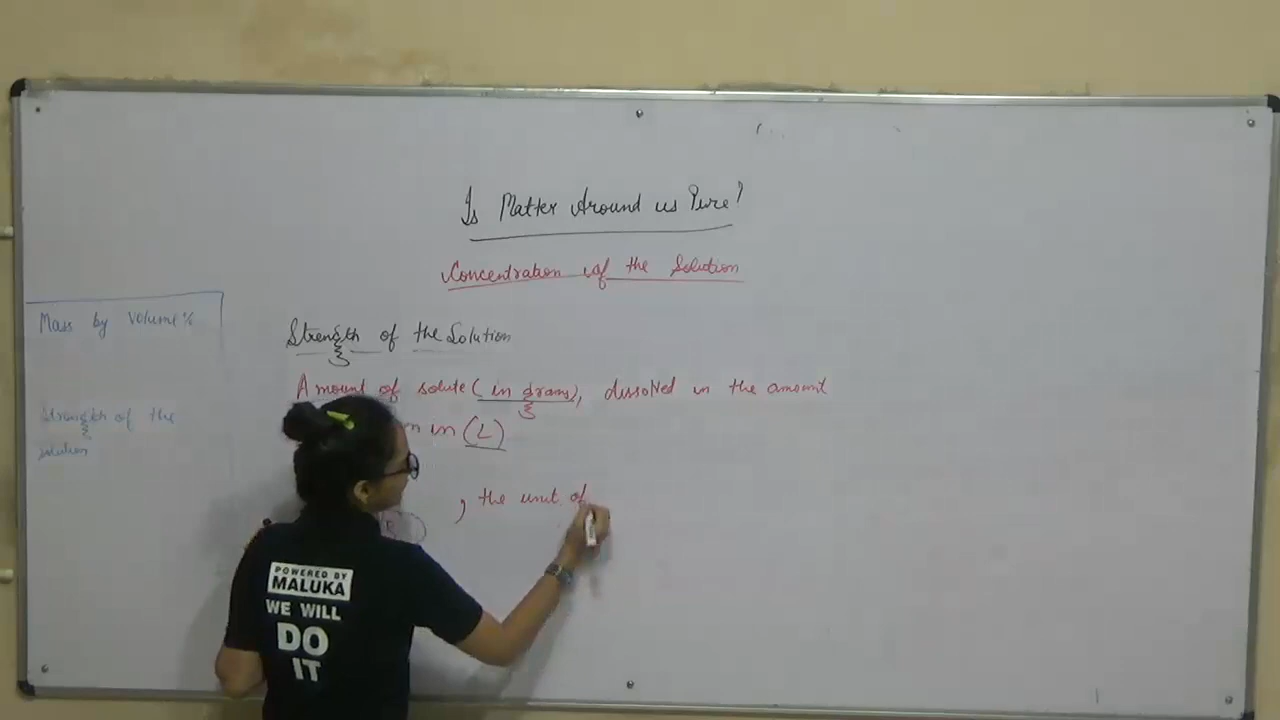 Is Matter Around us Pure?
Concentration of the Solution
Mass by Volume %
Strength of the Solution
Amount of solute (in gram), dissolved in the amount
in (L)
Strength of the
solution
, the unit of
POWERED BY
MALUKA
WE WILL
DO
IT